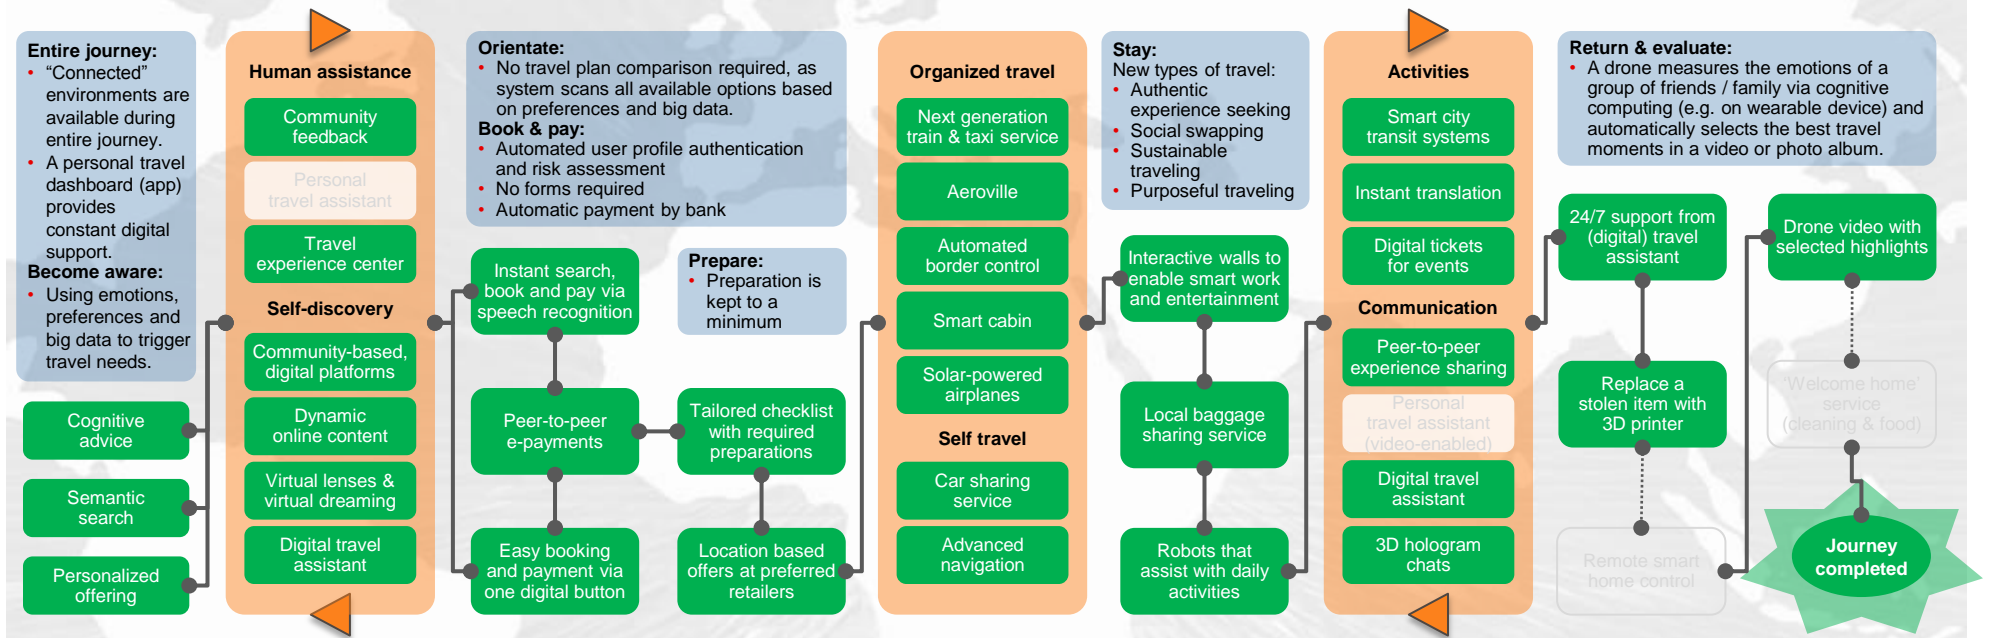 Entire journey:
• “Connected”
environments are
available during
entire journey.
• A personal travel
dashboard (app)
provides
constant digital
support.
Become aware:
• Using emotions,
preferences and
big data to trigger
travel needs.
Cognitive
advice
Semantic
search
Personalized
offering
Human assistance
Community
feedback
Personal
travel assistant
Travel
experience center
Self-discovery
Community-based,
digital platforms
Dynamic
online content
Virtual lenses &
virtual dreaming
Digital travel
assistant
Orientate:
• No travel plan comparison required, as
system scans all available options based
on preferences and big data.
Book & pay:
• Automated user profile authentication
and risk assessment
• No forms required
• Automatic payment by bank
Instant search,
book and pay via
speech recognition
Peer-to-peer
e-payments
Easy booking
and payment via
one digital button
Prepare:
• Preparation is
kept to a
minimum
Tailored checklist
with required
preparations
Location based
offers at preferred
retailers
Organized travel
Next generation
train & taxi service
Aeroville
Automated
border control
Smart cabin
Solar-powered
airplanes
Self travel
Car sharing
service
Advanced
navigation
Stay:
New types of travel:
• Authentic
experience seeking
• Social swapping
• Sustainable
traveling
• Purposeful traveling
Interactive walls to
enable smart work
and entertainment
Local baggage
sharing service
Robots that
assist with daily
activities
Activities
Smart city
transit systems
Instant translation
Digital tickets
for events
Communication
Peer-to-peer
experience sharing
Personal
travel assistant
(video-enabled)
Digital travel
assistant
3D hologram
chats
Return & evaluate:
• A drone measures the emotions of a
group of friends / family via cognitive
computing (e.g. on wearable device) and
automatically selects the best travel
moments in a video or photo album.
24/7 support from
(digital) travel
assistant
Replace a
stolen item with
3D printer
Remote smart
home control
Drone video with
selected highlights
‘Welcome home’
service
(cleaning & food)
Journey
completed